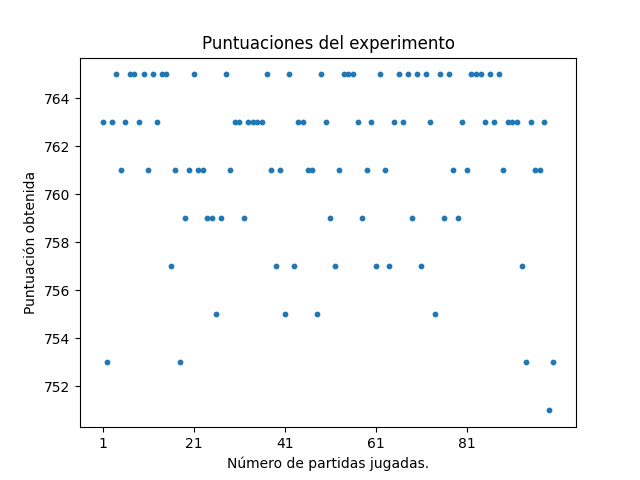 Puntuaciones del experimento
Puntuación obtenida
764
762
760
758
756
754
752
1 21 41 61 81
Número de partidas jugadas.